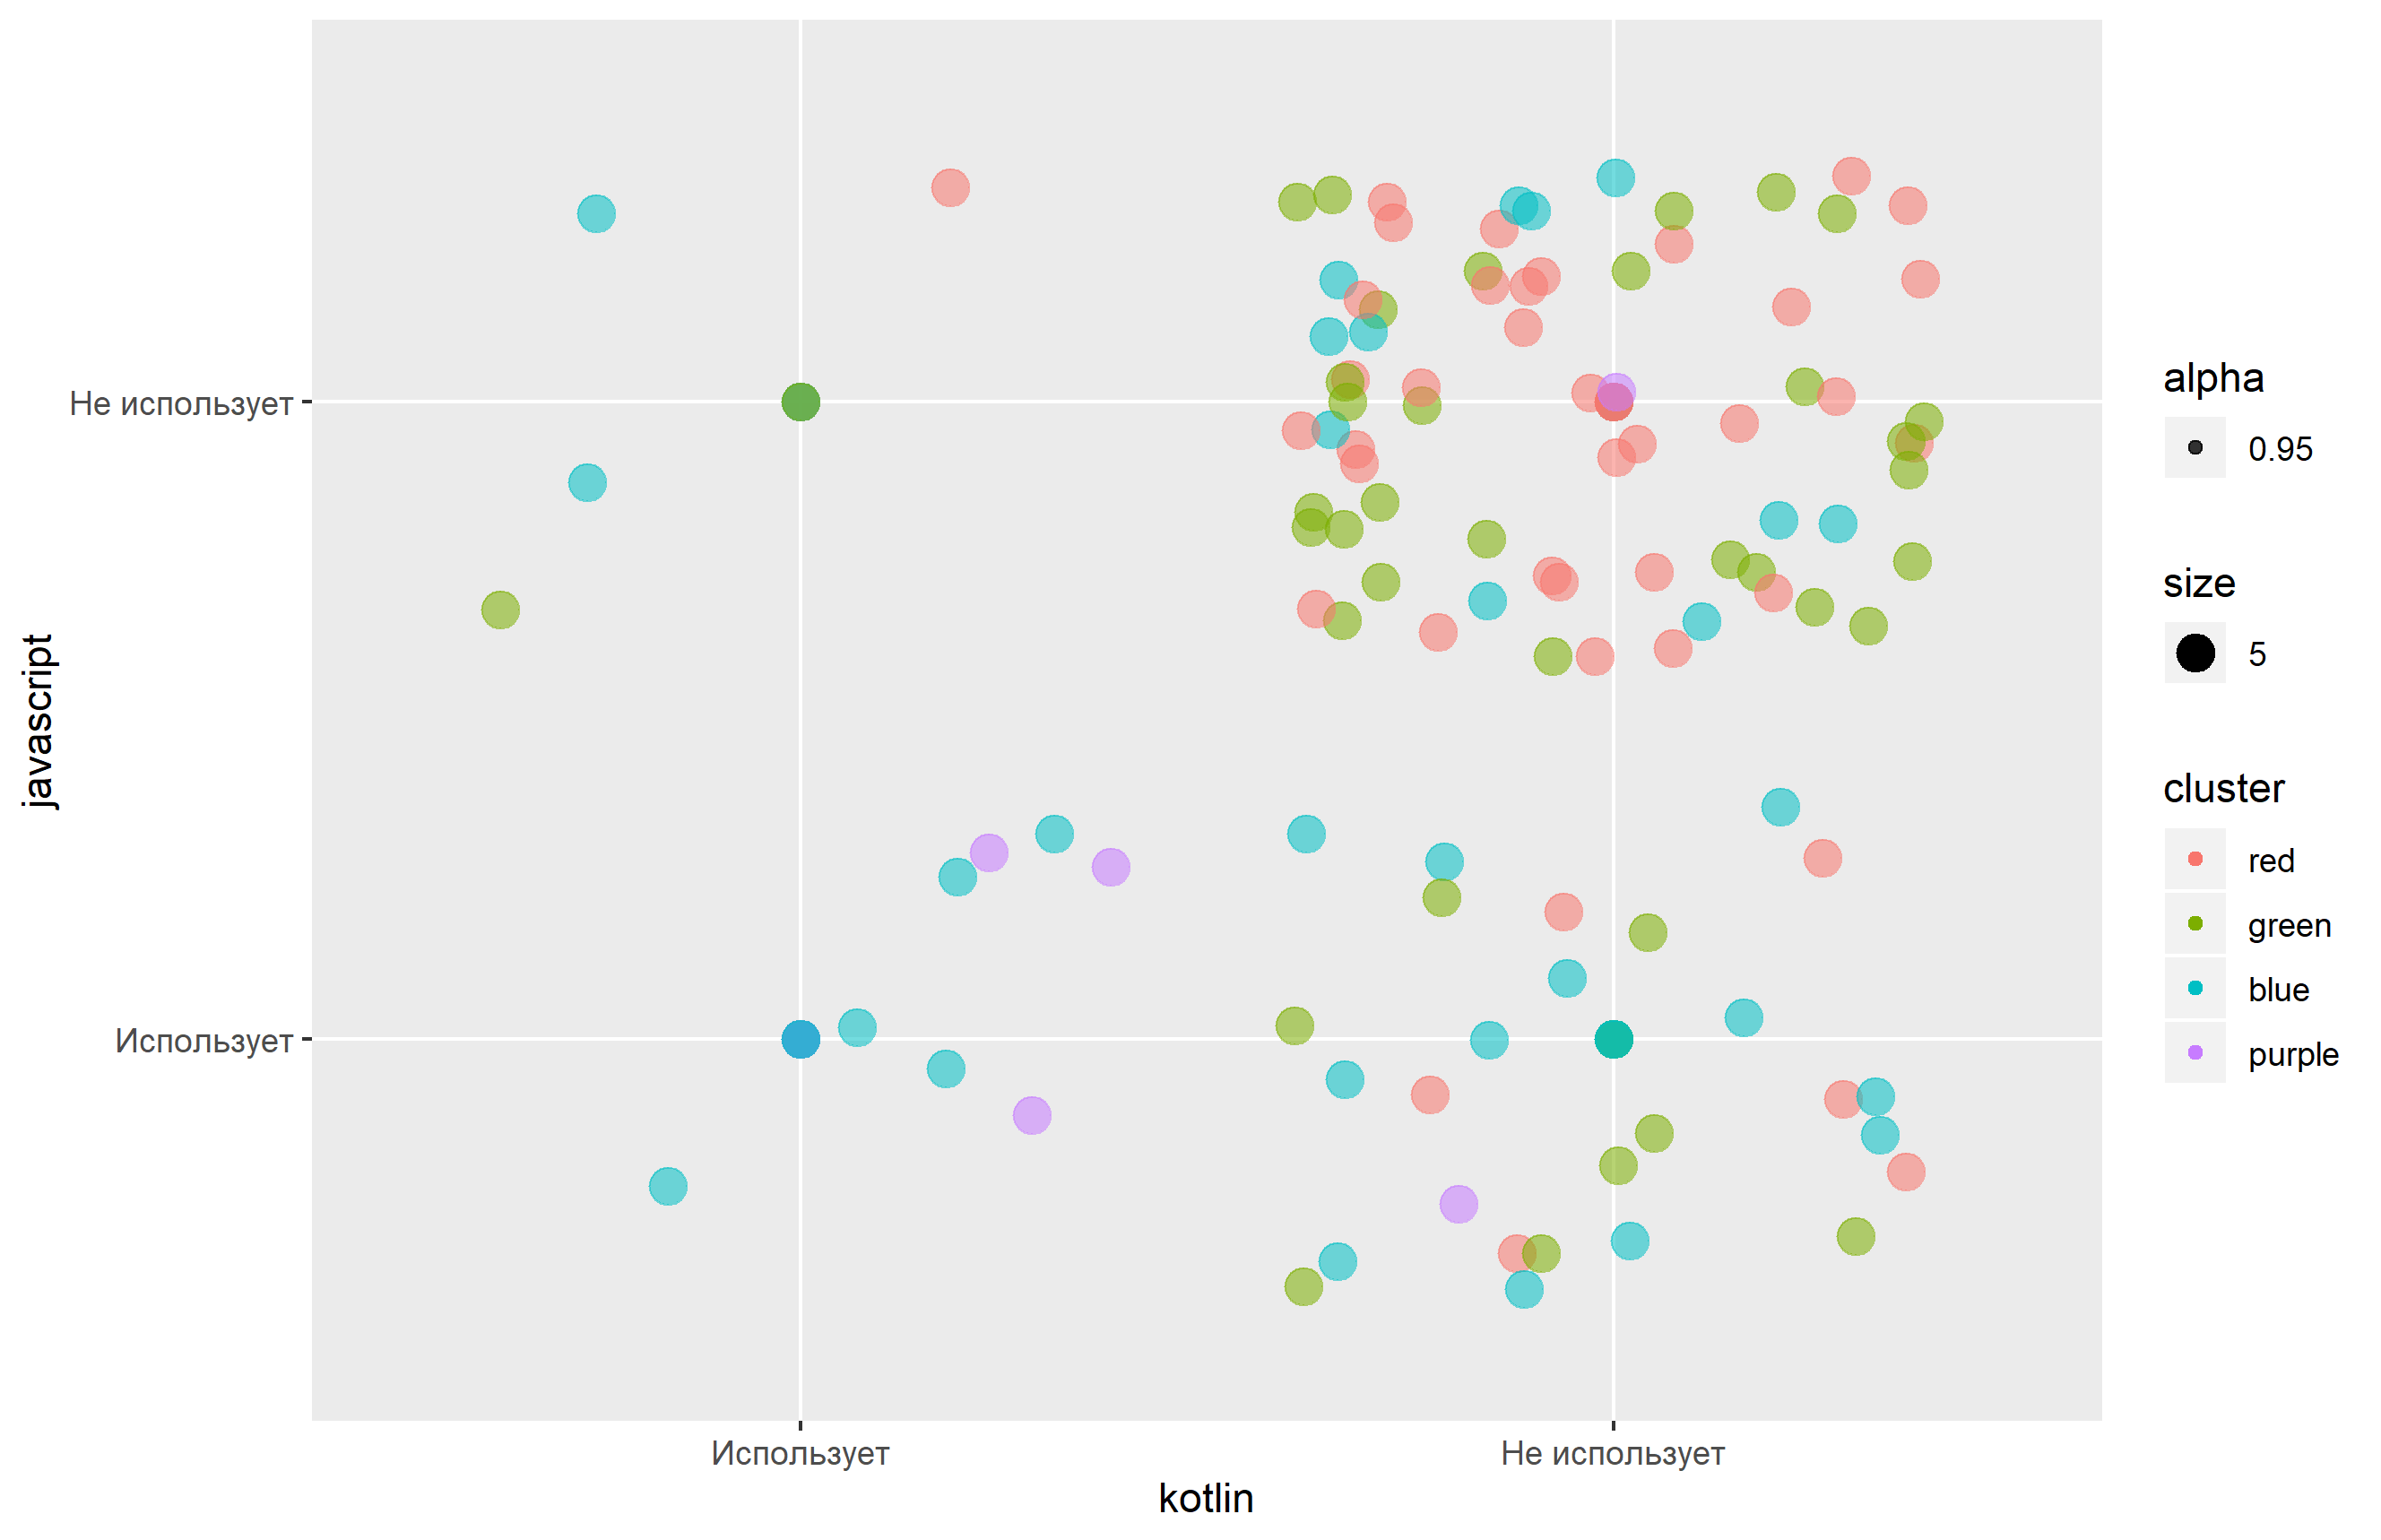 javascript
Не использует
Использует
Использует
Не использует
kotlin
alpha
0.95
size
5
cluster
red
green
blue
purple